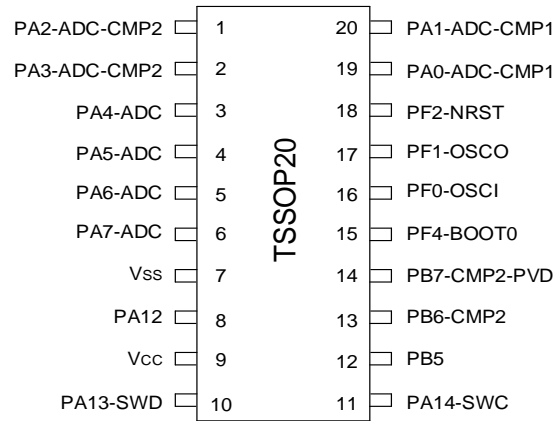 PA2-ADC-CMP2 1 20 PA1-ADC-CMP1
PA3-ADC-CMP2 2 19 PA0-ADC-CMP1
PA4-ADC 3 18 PF2-NRST
PA5-ADC 4 17 PF1-OSCO
PA6-ADC 5 16 PF0-OSCI
PA7-ADC 6 15 PF4-BOOT0
Vss 7 14 PB7-CMP2-PVD
PA12 8 13 PB6-CMP2
Vcc 9 12 PB5
PA13-SWD 10 11 PA14-SWC
TSSOP20